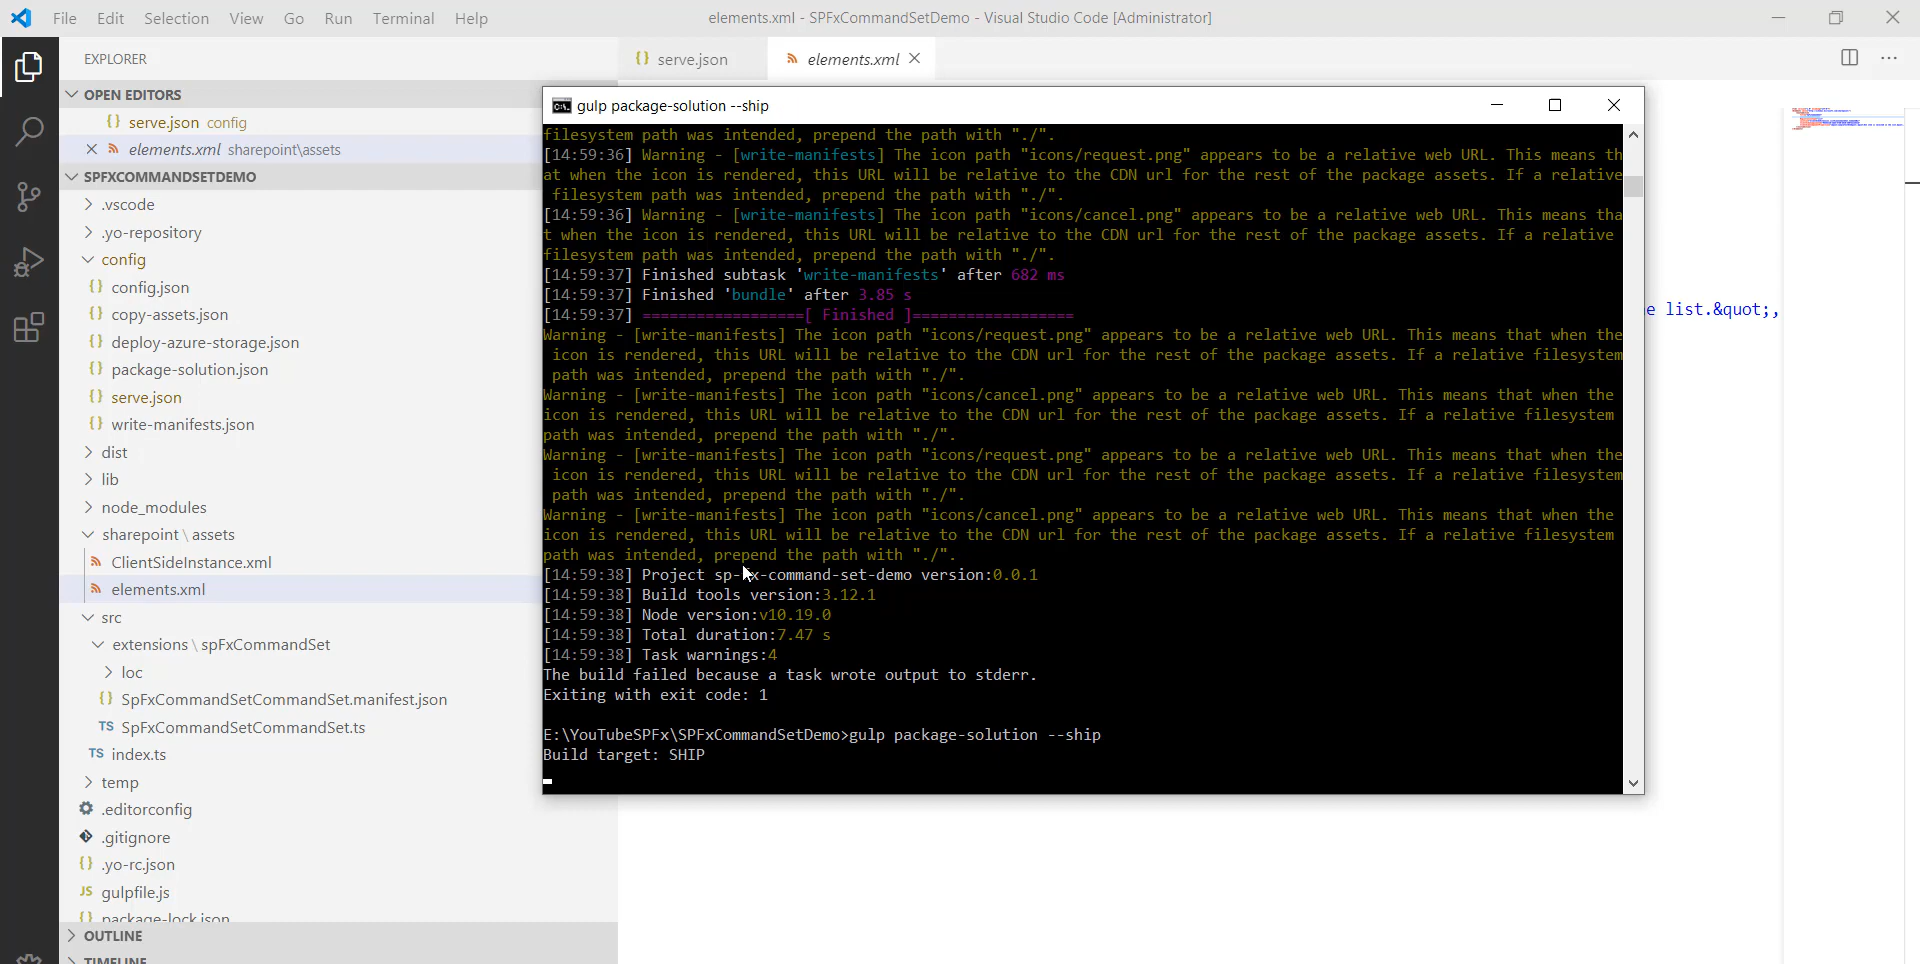 File Edit Selection View Go Run Terminal Help
elements.xml - SPFxCommandSetDemo - Visual Studio Code [Administrator]
EXPLORER
serve.json
elements.xml
OPEN EDITORS
serve.json config
elements.xml sharepoint\assets
SPFXCOMMANDSETDEMO
.vscode
.yo-repository
config
config.json
copy-assets.json
deploy-azure-storage.json
package-solution.json
serve.json
write-manifests.json
dist
lib
node_modules
sharepoint \ assets
ClientSideInstance.xml
elements.xml
src
extensions \ spFxCommandSet
loc
SpFxCommandSetCommandSet.manifest.json
TS SpFxCommandSetCommandSet.ts
TS index.ts
temp
.editorconfig
.gitignore
.yo-rc.json
JS gulpfile.js
package-lock.json
OUTLINE
TIMELINE
gulp package-solution --ship
filesystem path was intended, prepend the path with "./".
[14:59:36] Warning - [write-manifests] The icon path "icons/request.png" appears to be a relative web URL. This means th
at when the icon is rendered, this URL will be relative to the CDN url for the rest of the package assets. If a relative
filesystem path was intended, prepend the path with "./".
[14:59:36] Warning - [write-manifests] The icon path "icons/cancel.png" appears to be a relative web URL. This means tha
t when the icon is rendered, this URL will be relative to the CDN url for the rest of the package assets. If a relative
filesystem path was intended, prepend the path with "./".
[14:59:37] Finished subtask 'write-manifests' after 682 ms
[14:59:37] Finished 'bundle' after 3.85 s
[14:59:37] ==================[ Finished ]==================
Warning - [write-manifests] The icon path "icons/request.png" appears to be a relative web URL. This means that when the
icon is rendered, this URL will be relative to the CDN url for the rest of the package assets. If a relative filesystem
path was intended, prepend the path with "./".
Warning - [write-manifests] The icon path "icons/cancel.png" appears to be a relative web URL. This means that when the
icon is rendered, this URL will be relative to the CDN url for the rest of the package assets. If a relative filesystem
path was intended, prepend the path with "./".
Warning - [write-manifests] The icon path "icons/request.png" appears to be a relative web URL. This means that when the
icon is rendered, this URL will be relative to the CDN url for the rest of the package assets. If a relative filesystem
path was intended, prepend the path with "./".
Warning - [write-manifests] The icon path "icons/cancel.png" appears to be a relative web URL. This means that when the
icon is rendered, this URL will be relative to the CDN url for the rest of the package assets. If a relative filesystem
path was intended, prepend the path with "./".
[14:59:38] Project sp-fx-command-set-demo version:0.0.1
[14:59:38] Build tools version:3.12.1
[14:59:38] Node version:v10.19.0
[14:59:38] Total duration:7.47 s
[14:59:38] Task warnings:4
The build failed because a task wrote output to stderr.
Exiting with exit code: 1
E:\YouTubeSPFx\SPFxCommandSetDemo>gulp package-solution --ship
Build target: SHIP
e list.&quot;,